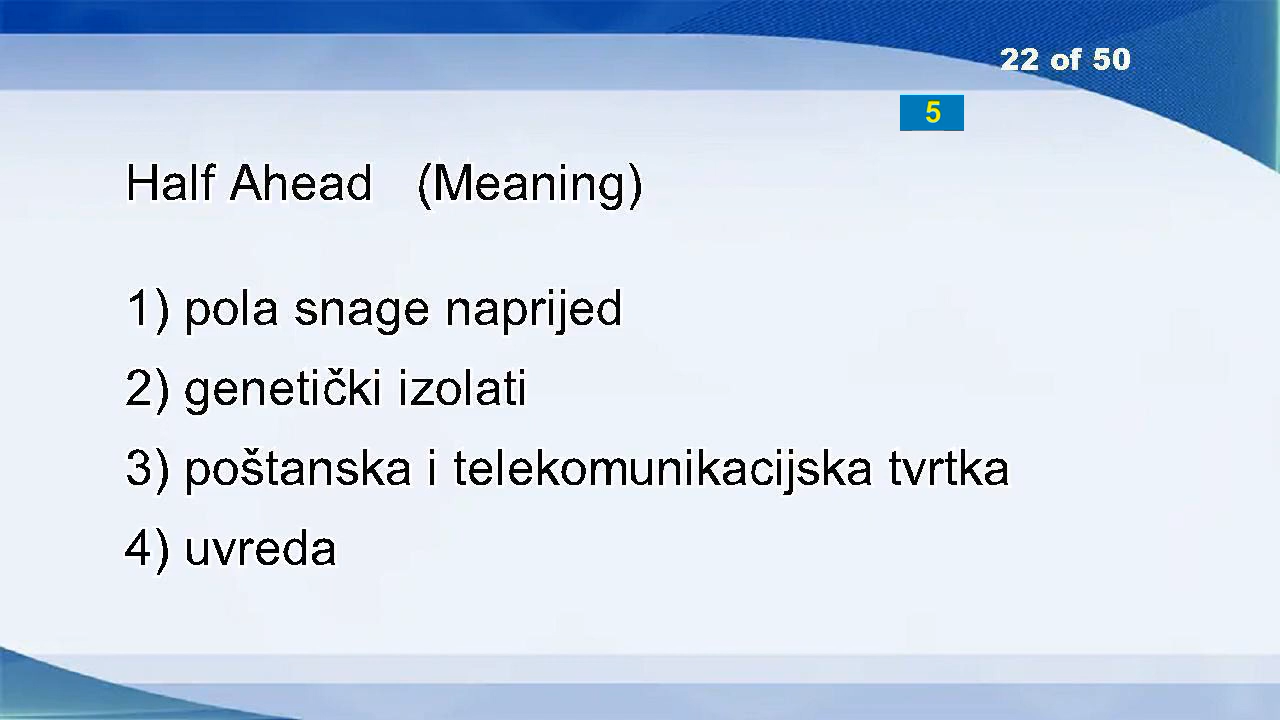 22 of 50
5
Half Ahead (Meaning)
1) pola snage naprijed
2) genetički izolati
3) poštanska i telekomunikacijska tvrtka
4) uvreda